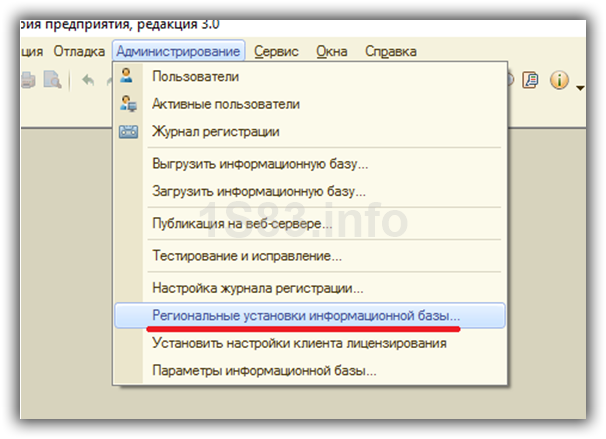 рия предприятия, редакция 3.0
ция Отладка Администрирование Сервис Окна Справка
Пользователи
Активные пользователи
Журнал регистрации
Выгрузить информационную базу...
Загрузить информационную базу...
Публикация на веб-сервере...
1S83.info
Тестирование и исправление...
Настройка журнала регистрации...
Региональные установки информационной базы...
Установить настройки клиента лицензирования
Параметры информационной базы...